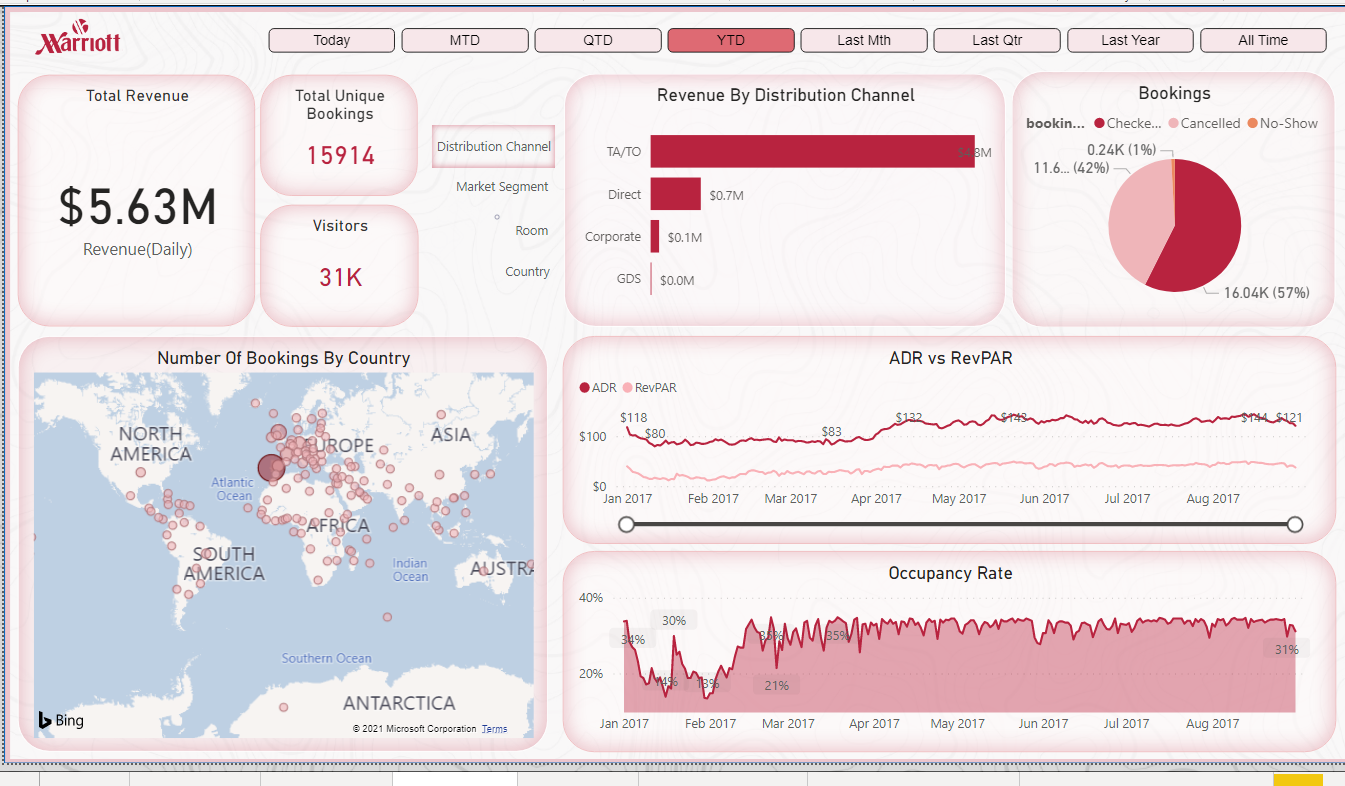 Marriott
Today
MTD
QTD
YTD
Last Mth
Last Qtr
Last Year
All Time
Total Revenue
$5.63M
Revenue(Daily)
Total Unique
Bookings
15914
Visitors
31K
Distribution Channel
Market Segment
Room
Country
Revenue By Distribution Channel
TA/TO
Direct
$0.7M
Corporate
$0.1M
GDS
$0.0M
Bookings
bookin...
Checke...
Cancelled
No-Show
0.24K (1%)
11.6... (42%)
16.04K (57%)
Number Of Bookings By Country
NORTH
AMERICA
EUROPE
ASIA
Atlantic
Ocean
AFRICA
SOUTH
AMERICA
Indian
Ocean
AUSTRA
Southern Ocean
ANTARCTICA
Bing
© 2021 Microsoft Corporation Terms
ADR vs RevPAR
ADR
RevPAR
$118
$80
$83
$132
$143
$144
$121
$100
$0
Jan 2017
Feb 2017
Mar 2017
Apr 2017
May 2017
Jun 2017
Jul 2017
Aug 2017
Occupancy Rate
40%
20%
34%
30%
14%
13%
35%
21%
35%
31%
Jan 2017
Feb 2017
Mar 2017
Apr 2017
May 2017
Jun 2017
Jul 2017
Aug 2017